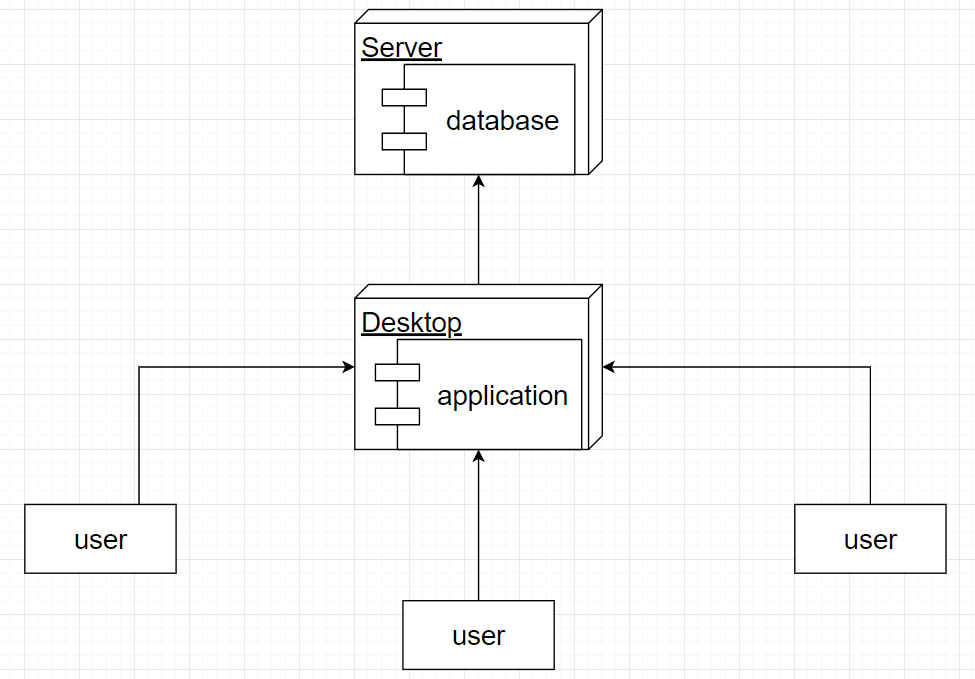 Server
database
Desktop
application
user
user
user